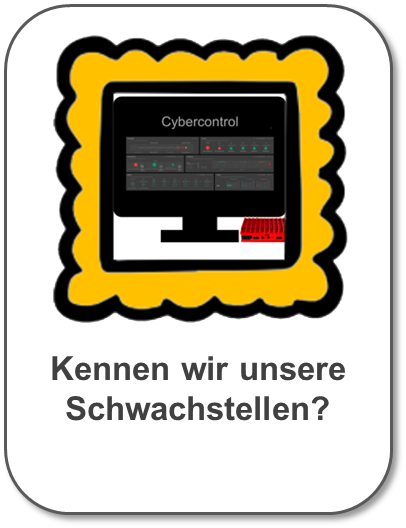 Cybercontrol
Kennen wir unsere
Schwachstellen?